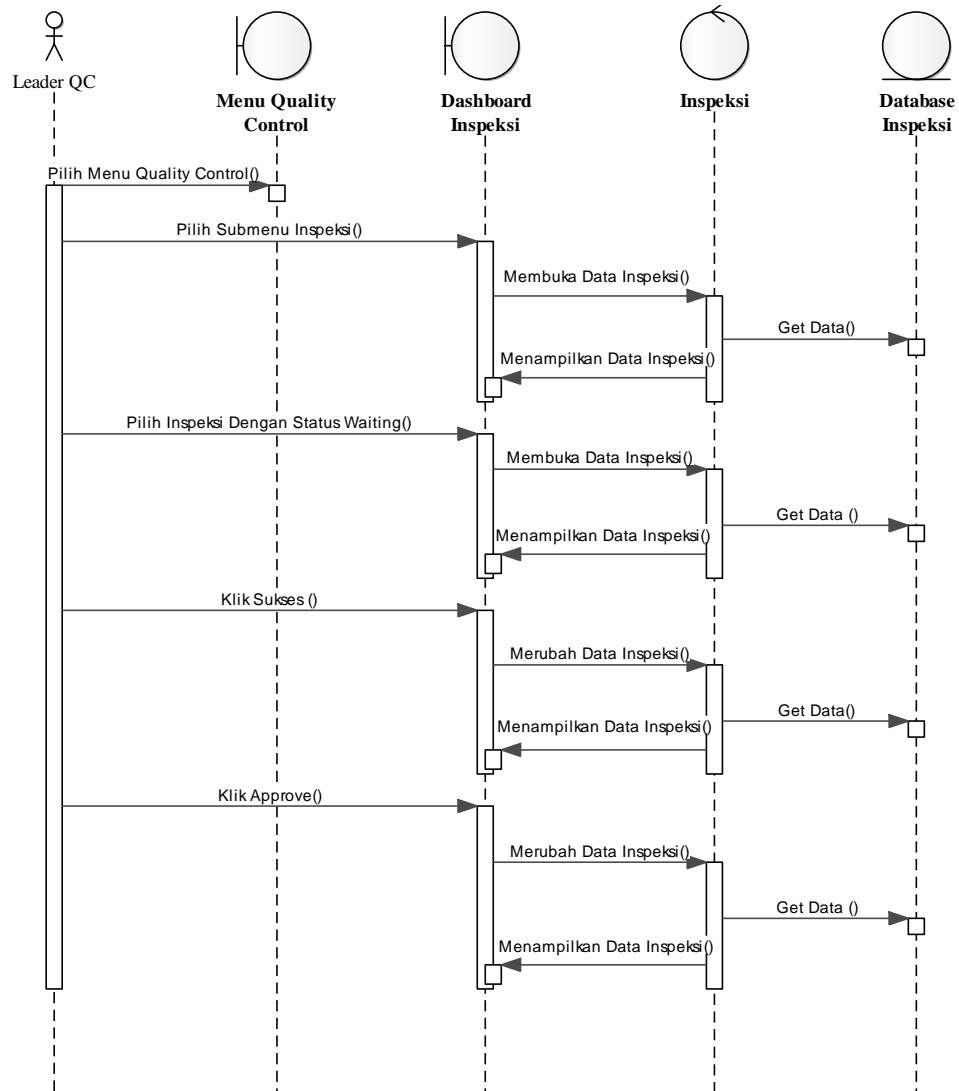 Leader QC
Menu Quality
Control
Dashboard
Inspeksi
Inspeksi
Database
Inspeksi
Pilih Menu Quality Control()
Pilih Submenu Inspeksi()
Membuka Data Inspeksi()
Get Data()
Menampilkan Data Inspeksi()
Pilih Inspeksi Dengan Status Waiting()
Membuka Data Inspeksi()
Get Data ()
Menampilkan Data Inspeksi()
Klik Sukses ()
Merubah Data Inspeksi()
Get Data()
Menampilkan Data Inspeksi()
Klik Approve()
Merubah Data Inspeksi()
Get Data ()
Menampilkan Data Inspeksi()